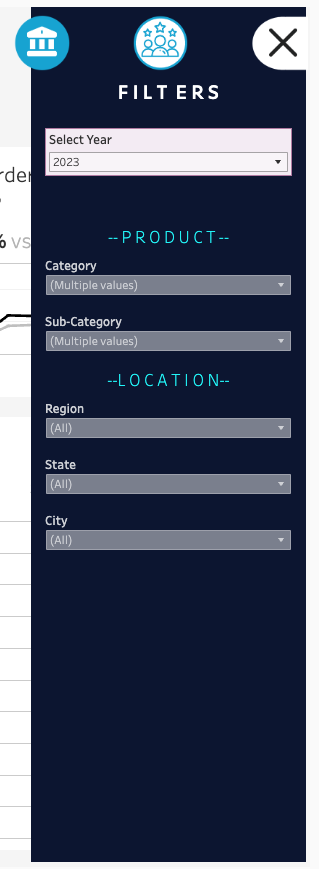 FILTERS
Select Year
2023
--PRODUCT--
Category
(Multiple values)
Sub-Category
(Multiple values)
--LOCATION--
Region
(All)
State
(All)
City
(All)
% vs